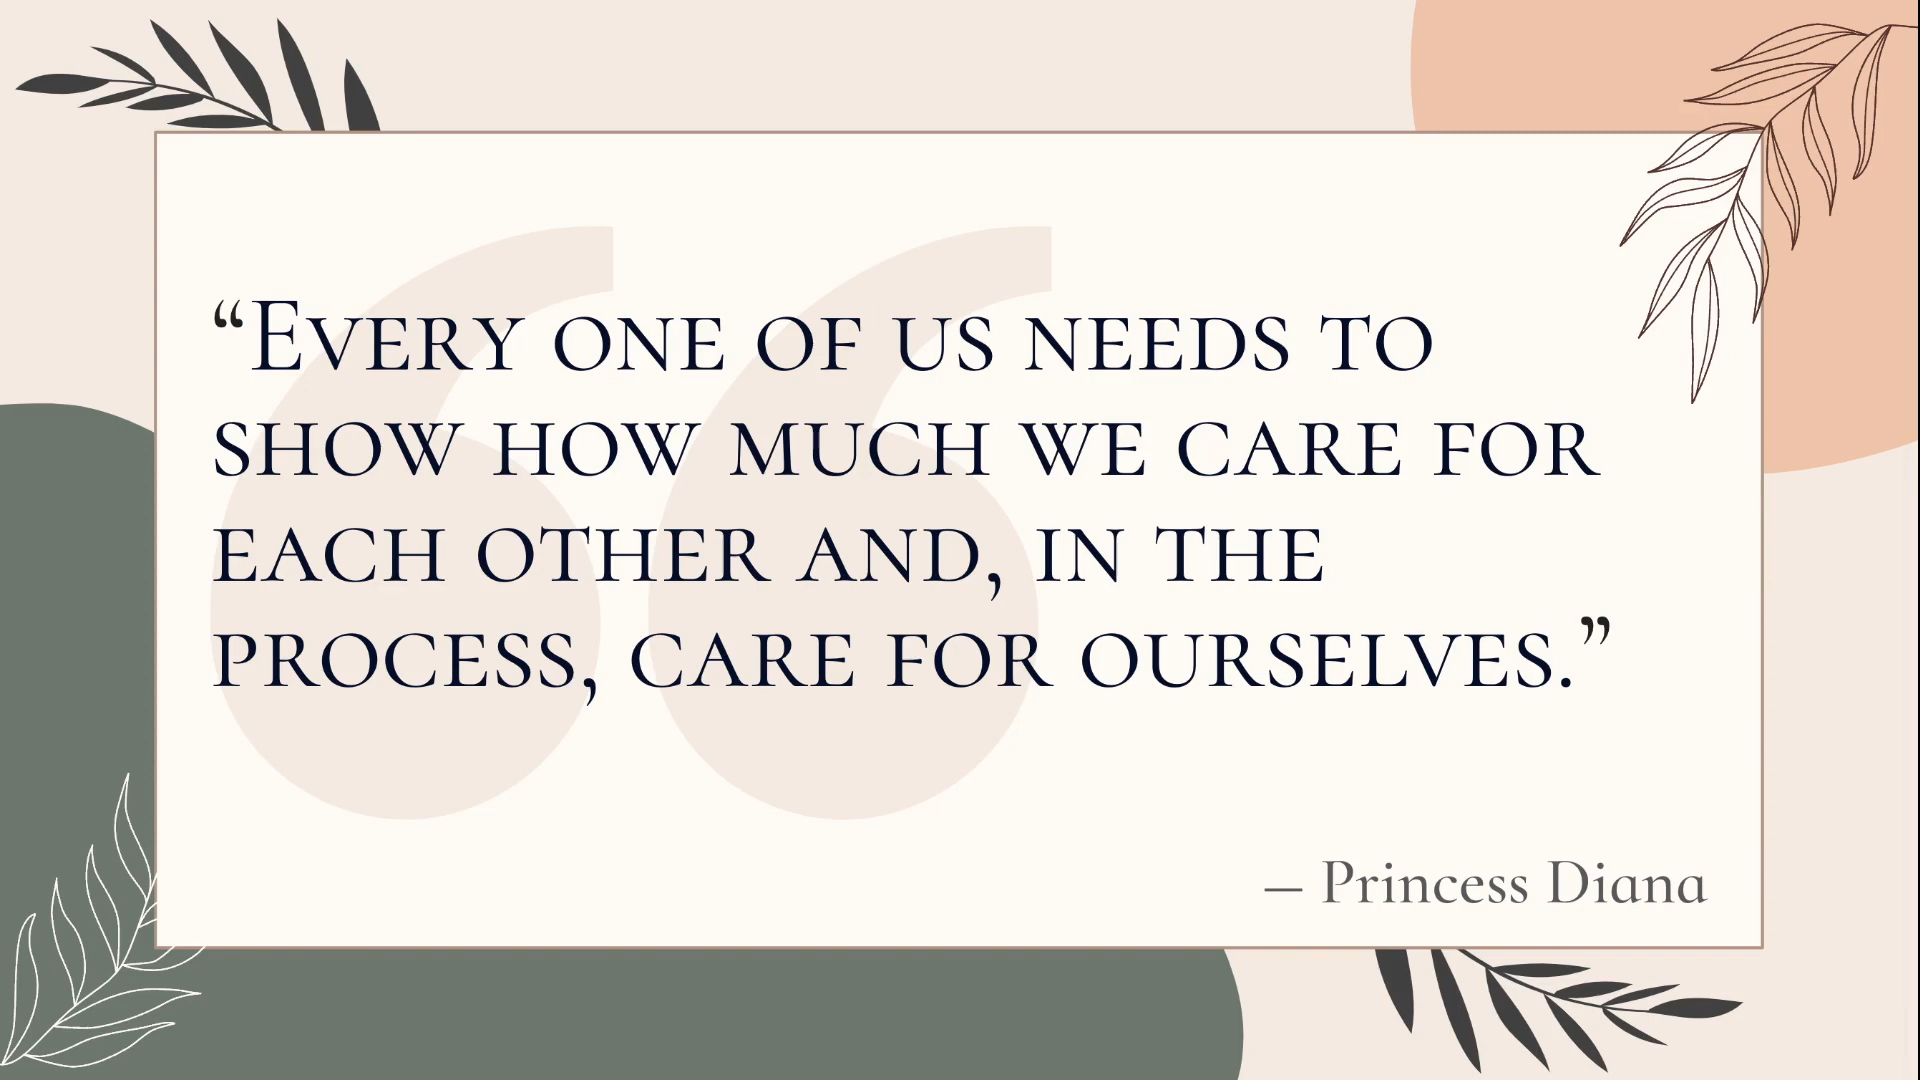 “Every one of us needs to
show how much we care for
each other and, in the
process, care for ourselves.”
– Princess Diana